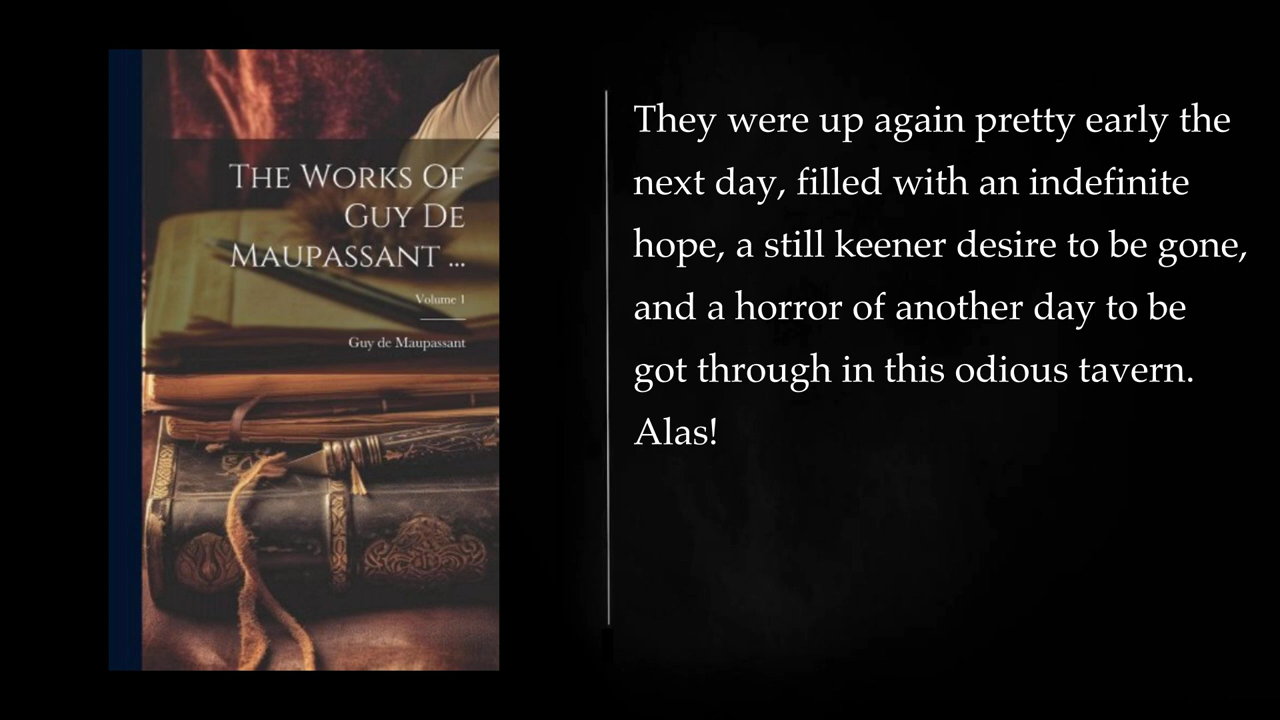 The Works Of
Guy De
Maupassant ...
Volume 1
Guy de Maupassant
They were up again pretty early the
next day, filled with an indefinite
hope, a still keener desire to be gone,
and a horror of another day to be
got through in this odious tavern.
Alas!